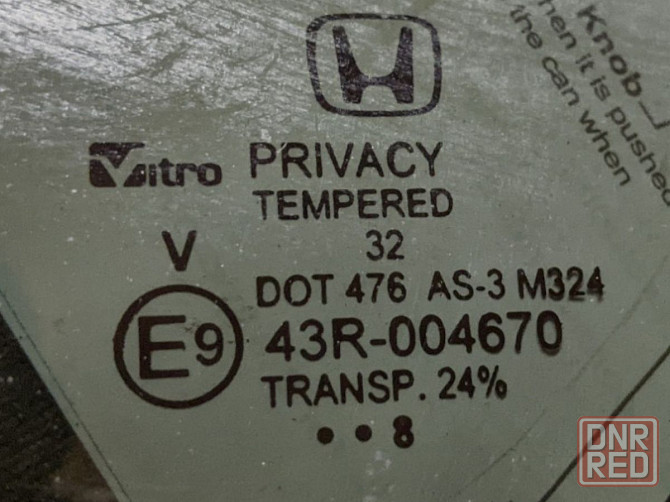 Vitro PRIVACY
TEMPERED
V 32
DOT 476 AS-3 M324
E9 43R-004670
TRANSP. 24%
• • 8
Knob
hen it is pushed
the can when
DNR
RED